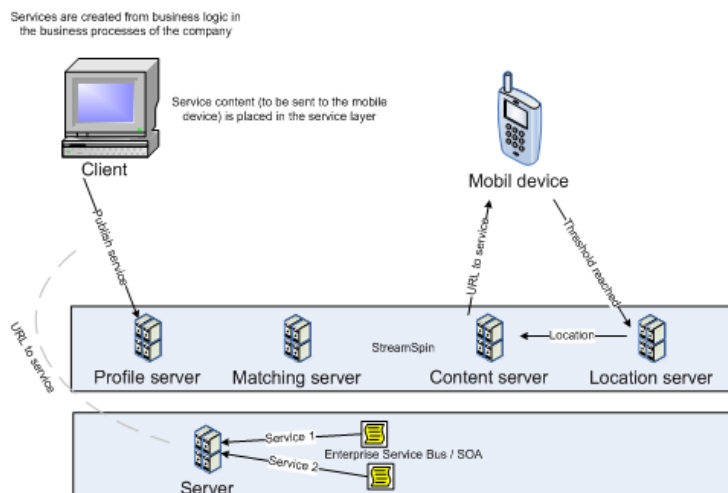 Services are created from business logic in
the business processes of the company
Service content (to be sent to the mobile
device) is placed in the service layer
Client
Mobil device
Publish service
URL to service
Threshold reached
URL to service
Location
StreamSpin
Profile server
Matching server
Content server
Location server
Service 1
Enterprise Service Bus / SOA
Service 2
Server